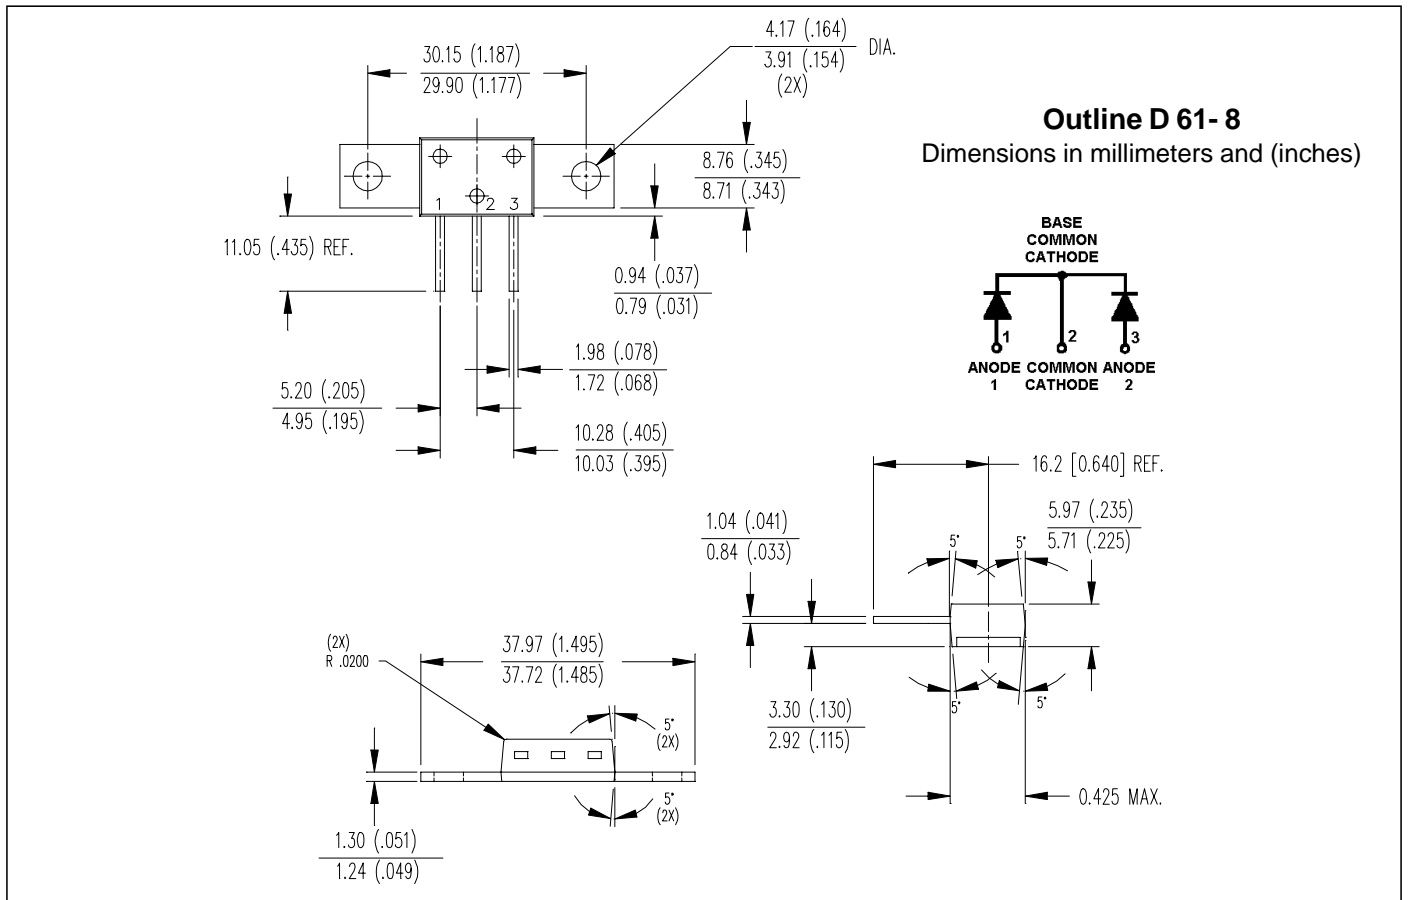 4.17 (.164)
3.91 (.154)
DIA.
(2X)
30.15 (1.187)
29.90 (1.177)
Outline D 61- 8
Dimensions in millimeters and (inches)
8.76 (.345)
8.71 (.343)
1 2 3
11.05 (.435) REF.
0.94 (.037)
0.79 (.031)
BASE
COMMON
CATHODE
1 2 3
ANODE COMMON ANODE
1 CATHODE 2
1.98 (.078)
1.72 (.068)
5.20 (.205)
4.95 (.195)
10.28 (.405)
10.03 (.395)
16.2 [0.640] REF.
1.04 (.041)
0.84 (.033)
5.97 (.235)
5.71 (.225)
5°
5°
(2X)
R .0200
37.97 (1.495)
37.72 (1.485)
5°
(2X)
5°
(2X)
3.30 (.130)
2.92 (.115)
5°
5°
0.425 MAX.
1.30 (.051)
1.24 (.049)